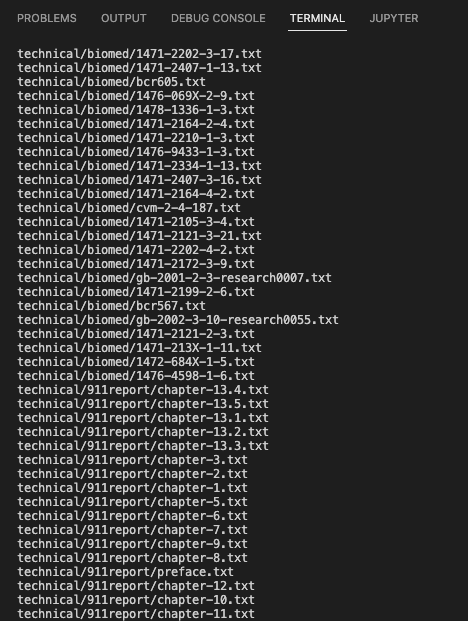 PROBLEMS OUTPUT DEBUG CONSOLE TERMINAL JUPYTER
technical/biomed/1471-2202-3-17.txt
technical/biomed/1471-2407-1-13.txt
technical/biomed/bcr605.txt
technical/biomed/1476-069X-2-9.txt
technical/biomed/1478-1336-1-3.txt
technical/biomed/1471-2164-2-4.txt
technical/biomed/1471-2210-1-3.txt
technical/biomed/1476-9433-1-3.txt
technical/biomed/1471-2334-1-13.txt
technical/biomed/1471-2407-3-16.txt
technical/biomed/1471-2164-4-2.txt
technical/biomed/cvm-2-4-187.txt
technical/biomed/1471-2105-3-4.txt
technical/biomed/1471-2121-3-21.txt
technical/biomed/1471-2202-4-2.txt
technical/biomed/1471-2172-3-9.txt
technical/biomed/gb-2001-2-3-research0007.txt
technical/biomed/1471-2199-2-6.txt
technical/biomed/bcr567.txt
technical/biomed/gb-2002-3-10-research0055.txt
technical/biomed/1471-2121-2-3.txt
technical/biomed/1471-213X-1-11.txt
technical/biomed/1472-684X-1-5.txt
technical/biomed/1476-4598-1-6.txt
technical/911report/chapter-13.4.txt
technical/911report/chapter-13.5.txt
technical/911report/chapter-13.1.txt
technical/911report/chapter-13.2.txt
technical/911report/chapter-13.3.txt
technical/911report/chapter-3.txt
technical/911report/chapter-2.txt
technical/911report/chapter-1.txt
technical/911report/chapter-5.txt
technical/911report/chapter-6.txt
technical/911report/chapter-7.txt
technical/911report/chapter-9.txt
technical/911report/chapter-8.txt
technical/911report/preface.txt
technical/911report/chapter-12.txt
technical/911report/chapter-10.txt
technical/911report/chapter-11.txt